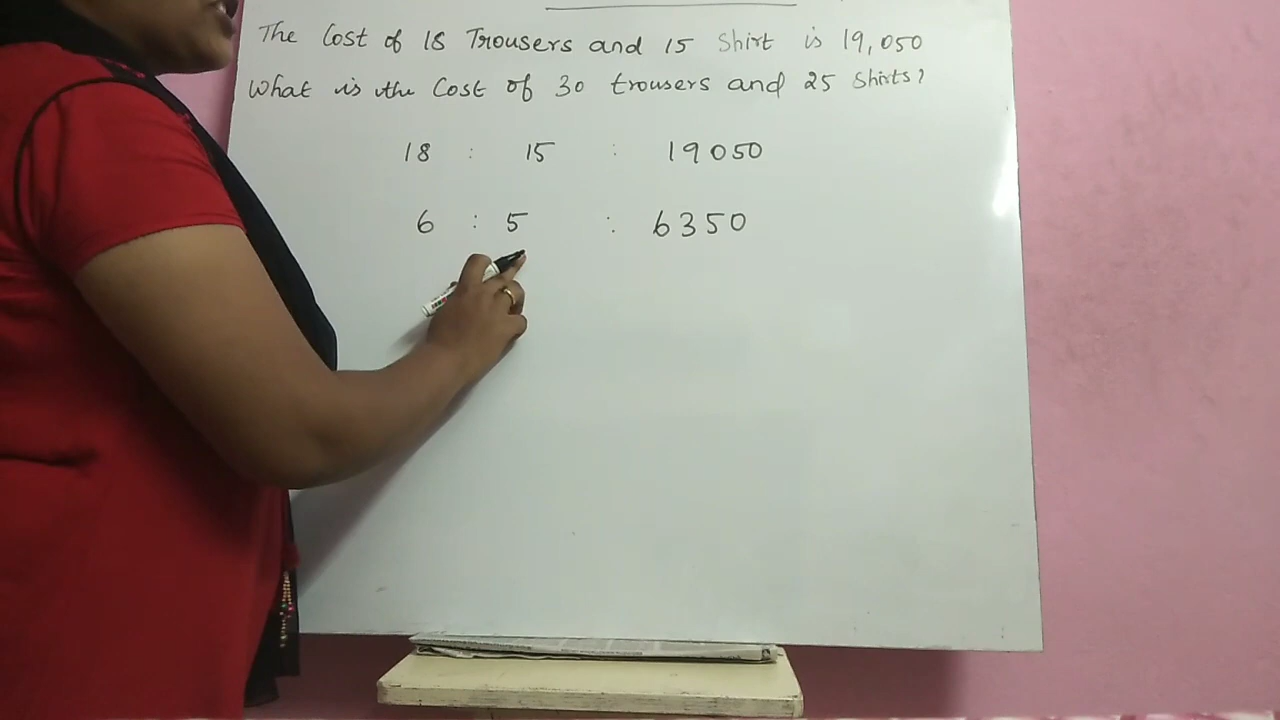 The Cost of 18 Trousers and 15 Shirt is 19,050
What is the Cost of 30 trousers and 25 Shirts?
18 : 15 : 19050
6 : 5 : 6350